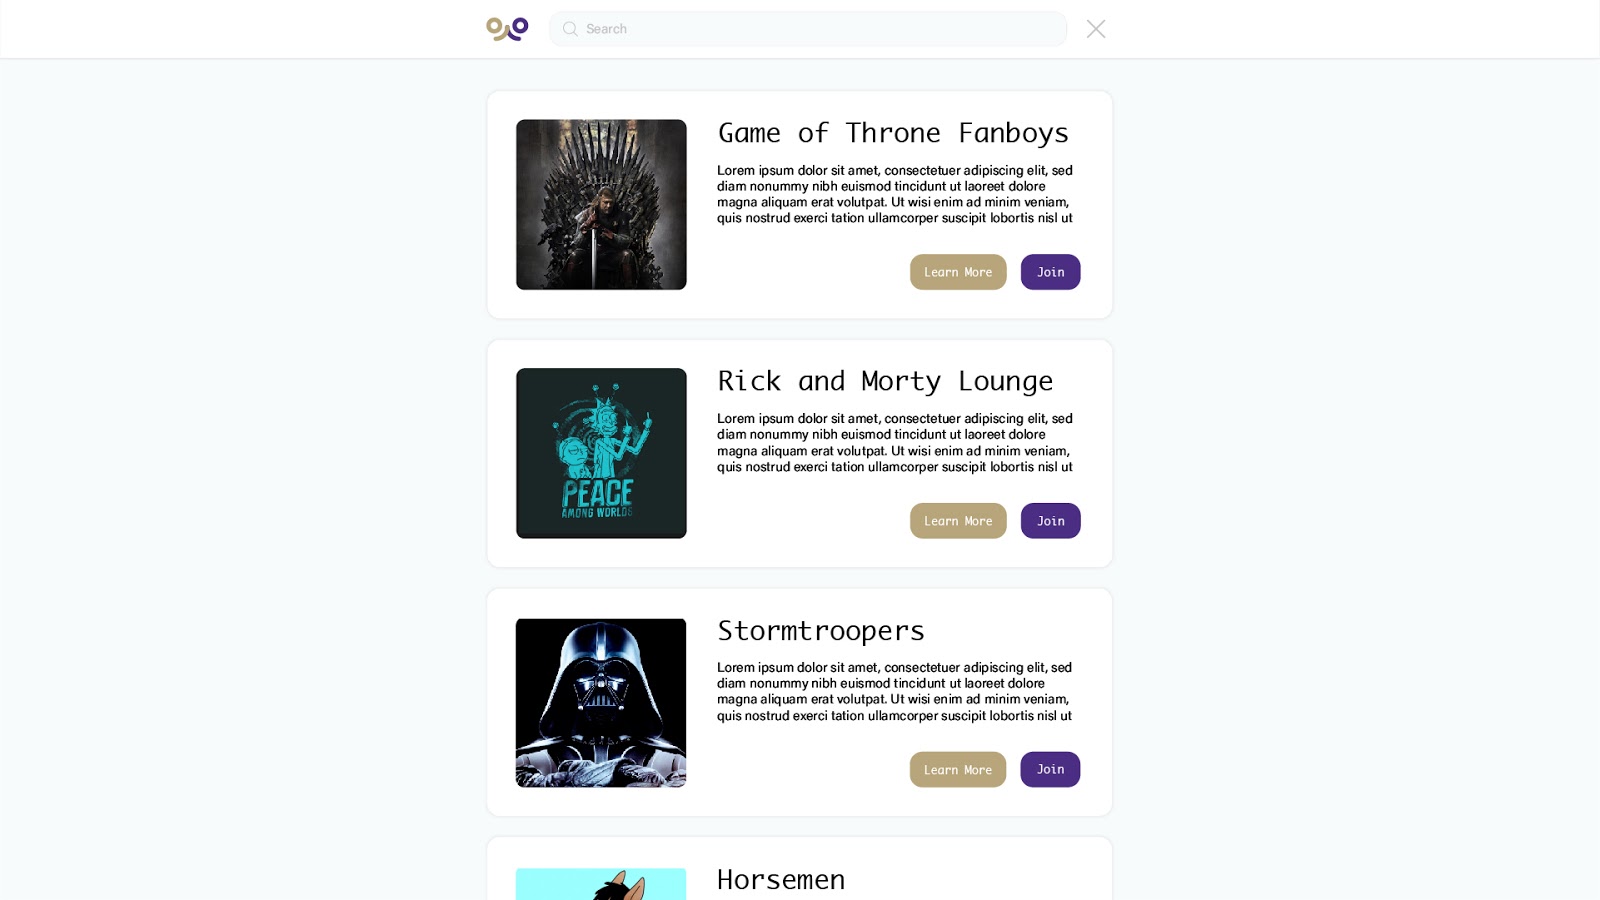 Search
Game of Throne Fanboys
Lorem ipsum dolor sit amet, consectetuer adipiscing elit, sed
diam nonummy nibh euismod tincidunt ut laoreet dolore
magna aliquam erat volutpat. Ut wisi enim ad minim veniam,
quis nostrud exerci tation ullamcorper suscipit lobortis nisl ut
Learn More
Join
Rick and Morty Lounge
Lorem ipsum dolor sit amet, consectetuer adipiscing elit, sed
diam nonummy nibh euismod tincidunt ut laoreet dolore
magna aliquam erat volutpat. Ut wisi enim ad minim veniam,
quis nostrud exerci tation ullamcorper suscipit lobortis nisl ut
PEACE
AMONG WORLDS
Learn More
Join
Stormtroopers
Lorem ipsum dolor sit amet, consectetuer adipiscing elit, sed
diam nonummy nibh euismod tincidunt ut laoreet dolore
magna aliquam erat volutpat. Ut wisi enim ad minim veniam,
quis nostrud exerci tation ullamcorper suscipit lobortis nisl ut
Learn More
Join
Horsemen